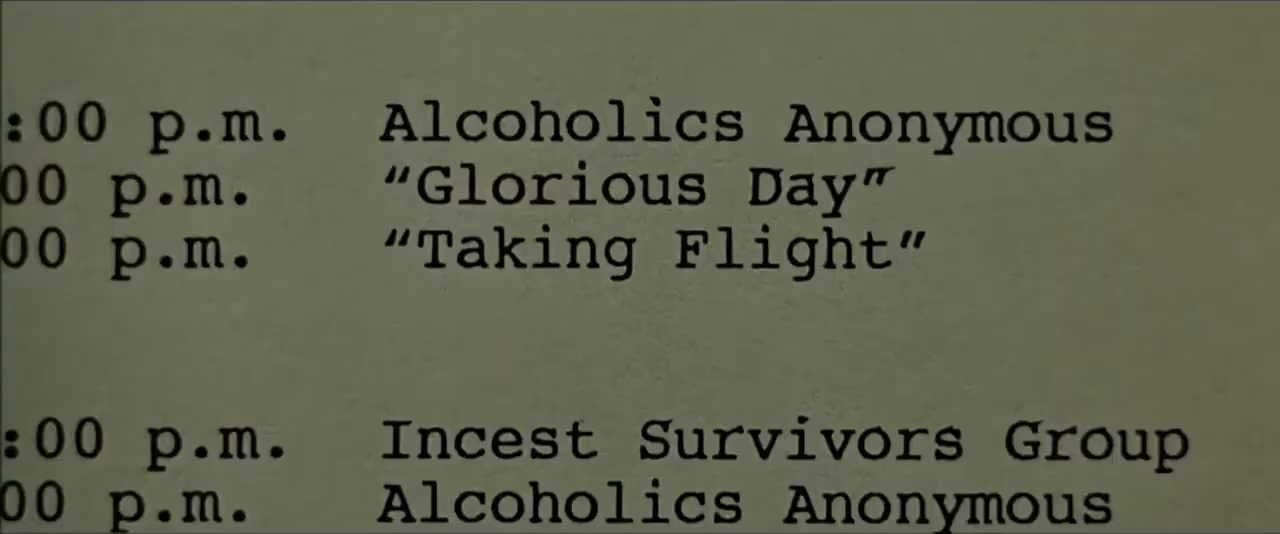 :00 p.m. Alcoholics Anonymous
00 p.m. “Glorious Day”
00 p.m. “Taking Flight”
:00 p.m. Incest Survivors Group
00 p.m. Alcoholics Anonymous